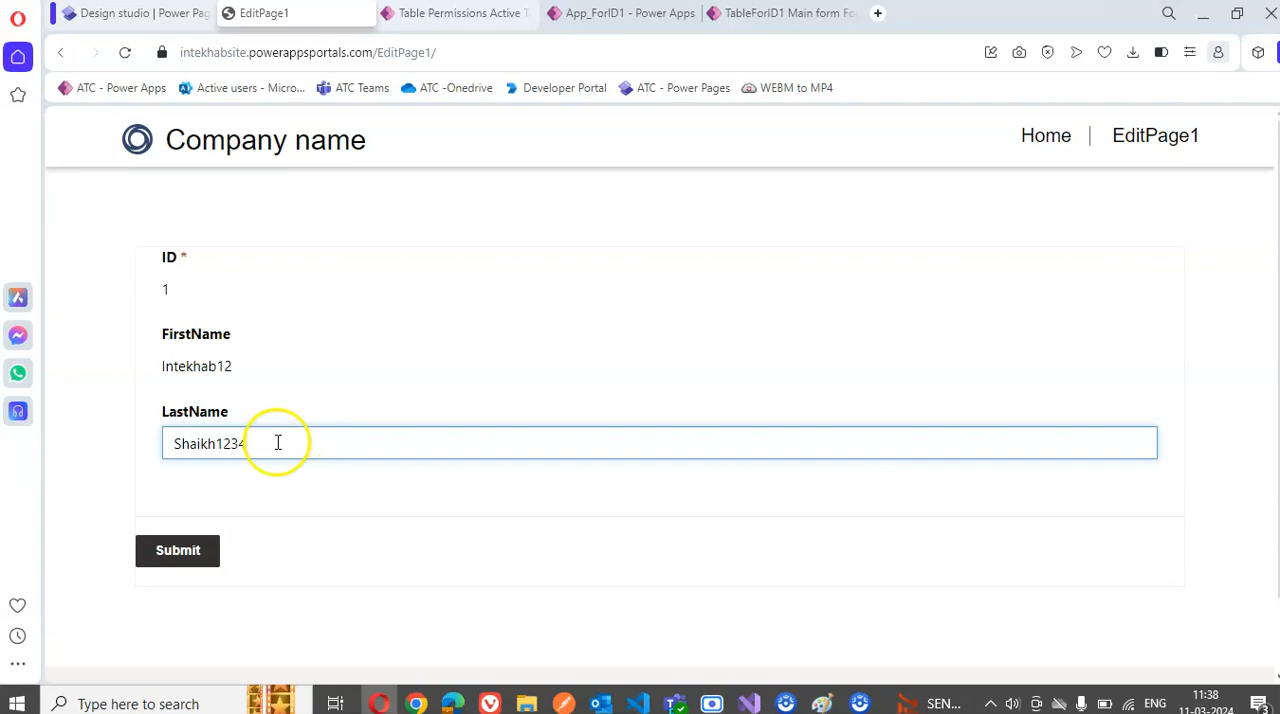 Design studio | Power Pag
EditPage1
Table Permissions Active T
App_ForID1 - Power Apps
TableForID1 Main form Fo
intekhabsite.powerappsportals.com/EditPage1/
ATC - Power Apps
Active users - Micro...
ATC Teams
ATC -Onedrive
Developer Portal
ATC - Power Pages
WEBM to MP4
Company name
Home | EditPage1
ID *
1
FirstName
Intekhab12
LastName
Shaikh1234
Submit
Type here to search
SEN...
ENG
11:38
11-03-2024
3